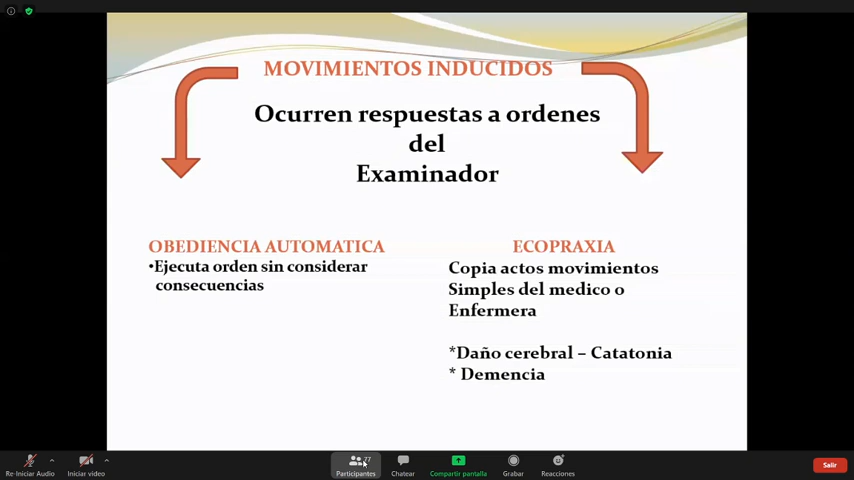 MOVIMIENTOS INDUCIDOS
Ocurren respuestas a ordenes
del
Examinador
OBEDIENCIA AUTOMATICA
•Ejecuta orden sin considerar
consecuencias
ECOPRAXIA
Copia actos movimientos
Simples del medico o
Enfermera
*Daño cerebral – Catatonia
* Demencia
77
Re-Iniciar Audio
Iniciar video
Participantes
Chatear
Compartir pantalla
Grabar
Reacciones
Salir